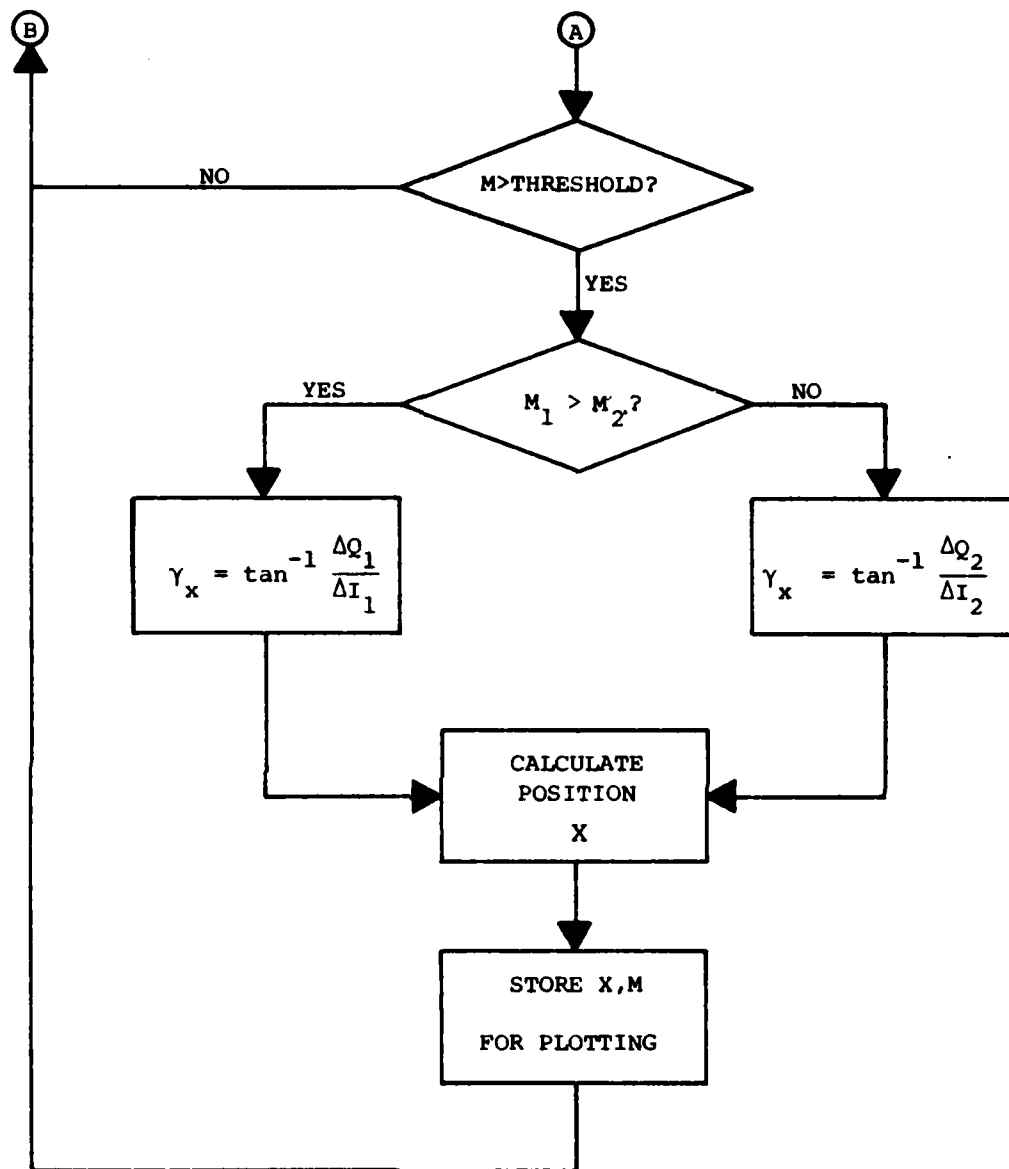 B
A
M>THRESHOLD?
NO
YES
M₁ > M₂?
YES
NO
γₓ = tan⁻¹ ΔQ₁/ΔI₁
γₓ = tan⁻¹ ΔQ₂/ΔI₂
CALCULATE
POSITION
X
STORE X,M
FOR PLOTTING